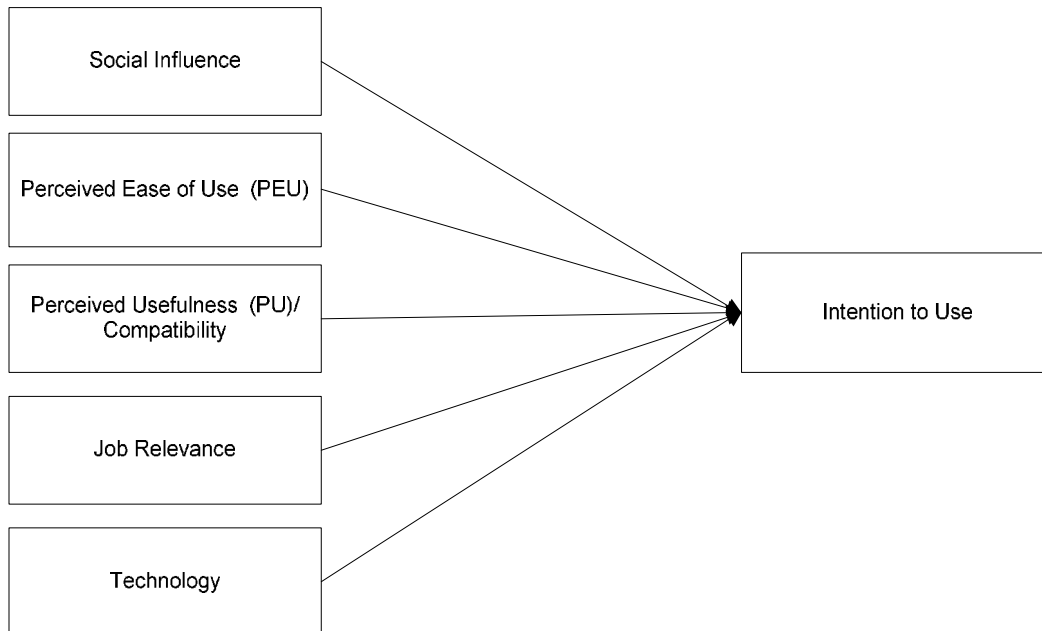 Social Influence
Perceived Ease of Use (PEU)
Perceived Usefulness (PU)/
Compatibility
Intention to Use
Job Relevance
Technology